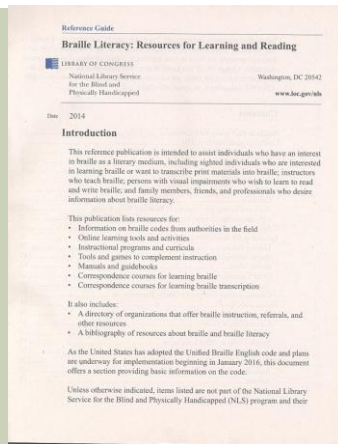 Reference Guide
Braille Literacy: Resources for Learning and Reading
LIBRARY OF CONGRESS
National Library Service
for the Blind and
Physically Handicapped
Washington, DC 20542
www.loc.gov/nls
Date 2014
Introduction
This reference publication is intended to assist individuals who have an interest
in braille as a literary medium, including sighted individuals who are interested
in learning braille or want to transcribe print materials into braille; instructors
who teach braille; persons with visual impairments who wish to learn to read
and write braille; and family members, friends, and professionals who desire
information about braille literacy.
This publication lists resources for:
• Information on braille codes from authorities in the field
• Online learning tools and activities
• Instructional programs and curricula
• Tools and games to complement instruction
• Manuals and guidebooks
• Correspondence courses for learning braille
• Correspondence courses for learning braille transcription
It also includes:
• A directory of organizations that offer braille instruction, referrals, and
other resources
• A bibliography of resources about braille and braille literacy
As the United States has adopted the Unified Braille English code and plans
are underway for implementation beginning in January 2016, this document
offers a section providing basic information on the code.
Unless otherwise indicated, items listed are not part of the National Library
Service for the Blind and Physically Handicapped (NLS) program and their